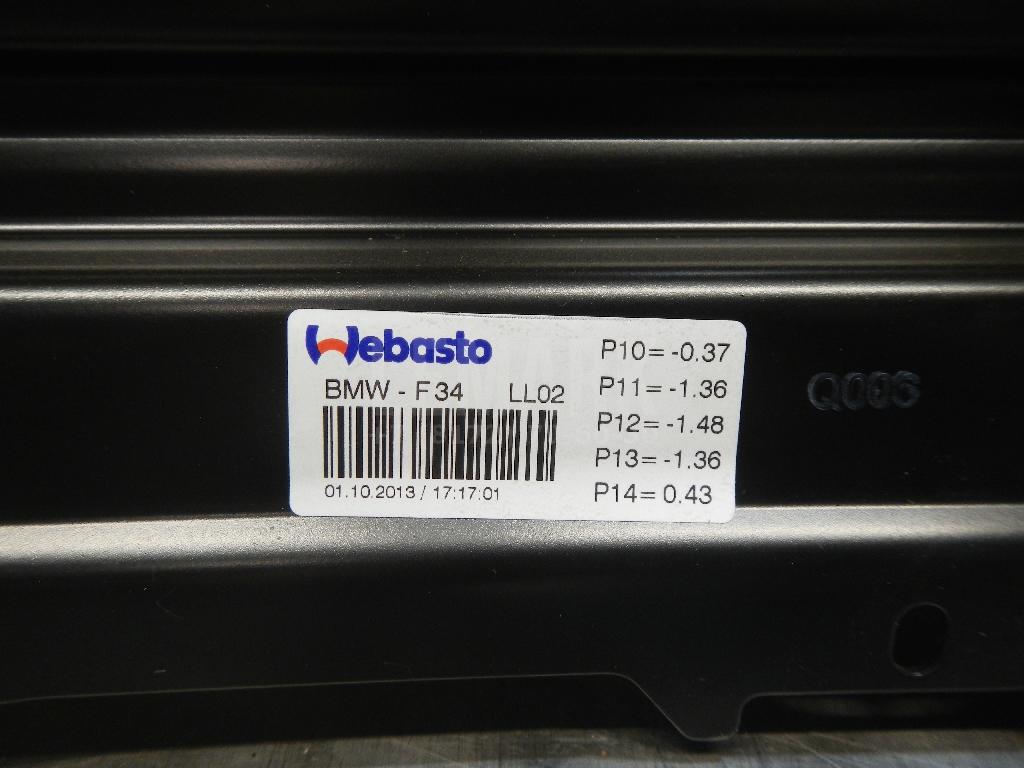 Webasto
BMW - F34 LL02
01.10.2013 / 17:17:01
P10= -0.37
P11= -1.36
P12= -1.48
P13= -1.36
P14= 0.43
Q006